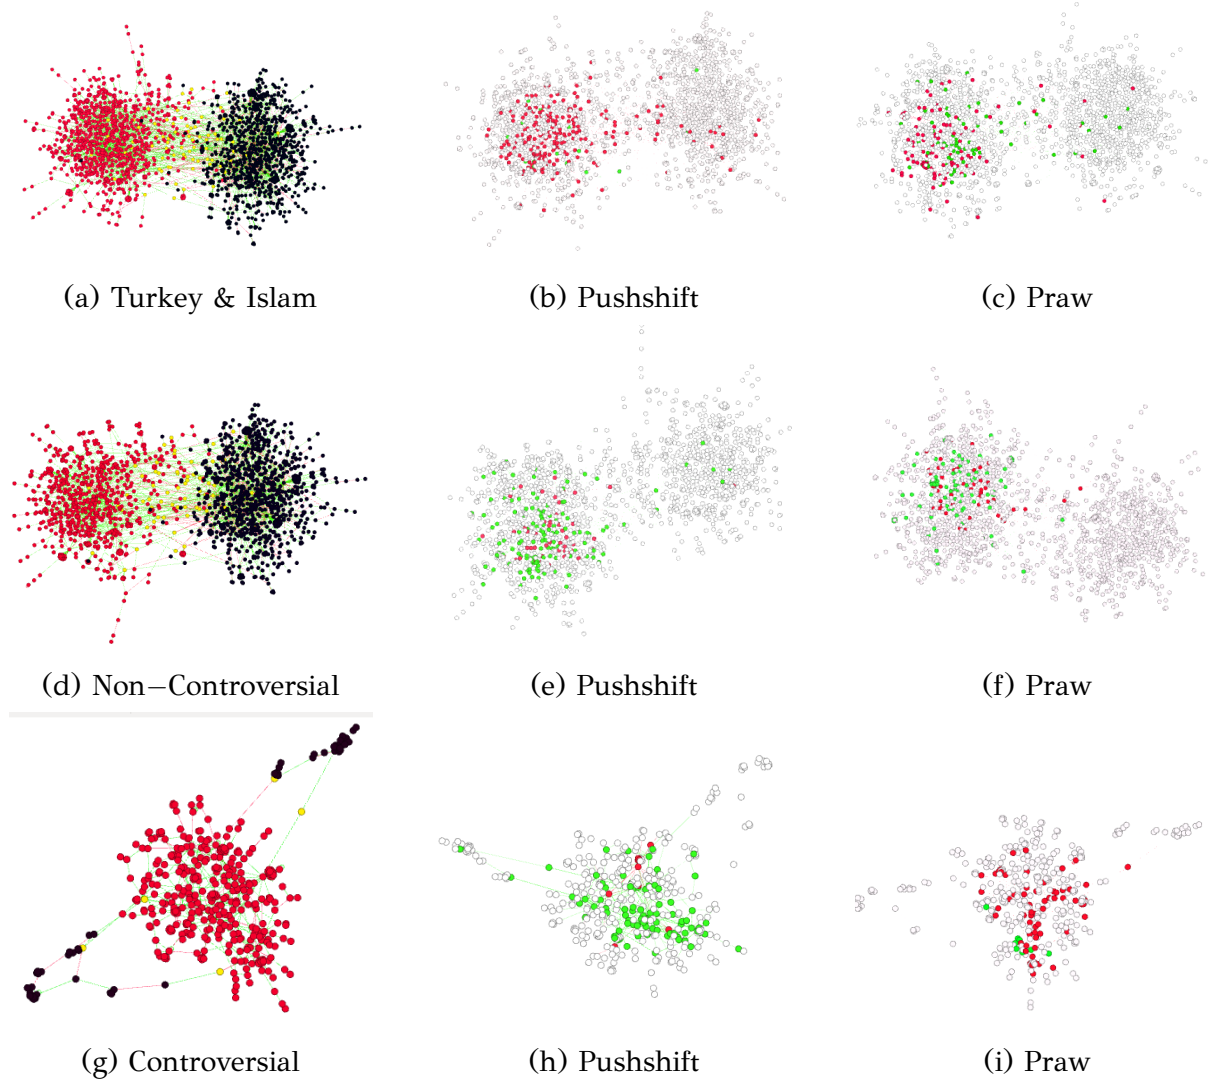 (a) Turkey & Islam
(b) Pushshift
(c) Praw
(d) Non−Controversial
(e) Pushshift
(f) Praw
(g) Controversial
(h) Pushshift
(i) Praw